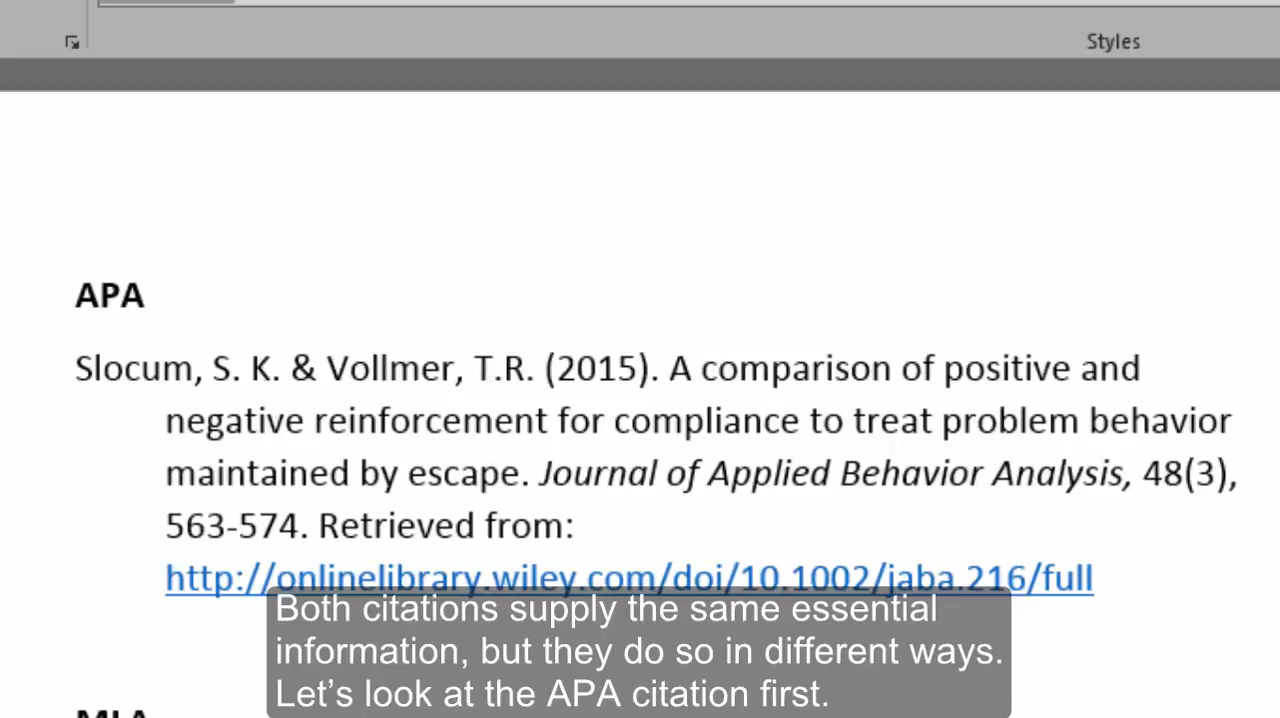 Styles
APA
Slocum, S. K. & Vollmer, T.R. (2015). A comparison of positive and
negative reinforcement for compliance to treat problem behavior
maintained by escape. Journal of Applied Behavior Analysis, 48(3),
563-574. Retrieved from:
http://onlinelibrary.wiley.com/doi/10.1002/jaba.216/full
Both citations supply the same essential
information, but they do so in different ways.
Let’s look at the APA citation first.
MLA